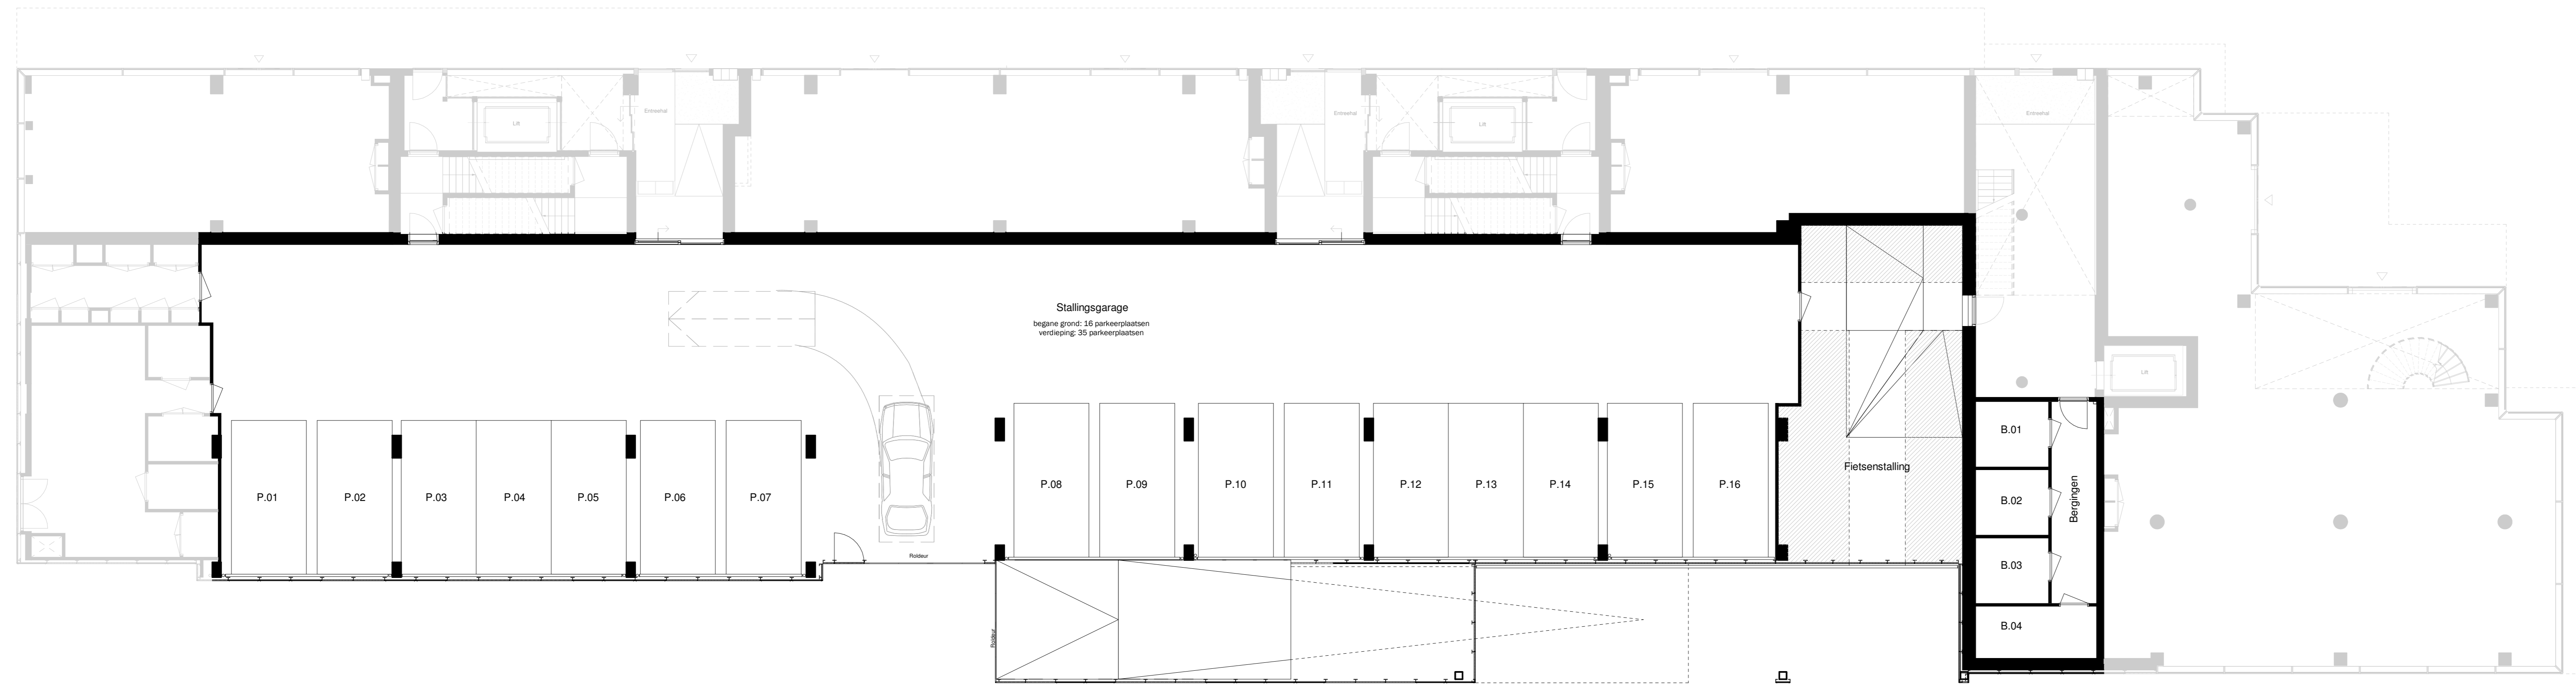 Entreehal
Entreehal
Entreehal
Lift
Lift
Stallingsgarage
begane grond: 16 parkeerplaatsen
verdieping: 35 parkeerplaatsen
Lift
B.01
Fietsenstalling
P.08
P.09
P.10
P.11
P.12
P.13
P.14
P.15
P.16
P.01
P.02
P.03
P.04
P.05
P.06
P.07
B.02
Bergingen
Roldeur
B.03
B.04
Roldeur